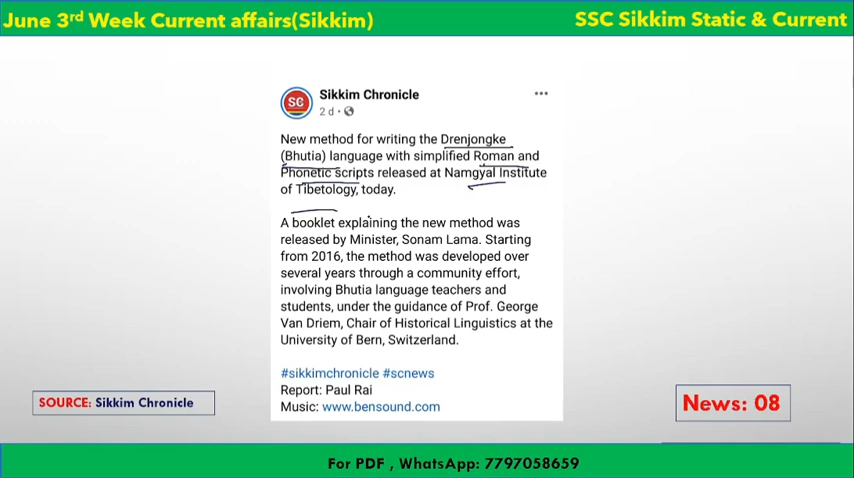 June 3rd Week Current affairs(Sikkim)
SSC Sikkim Static & Current
SC
Sikkim Chronicle
2 d ·
New method for writing the Drenjongke
(Bhutia) language with simplified Roman and
Phonetic scripts released at Namgyal Institute
of Tibetology, today.
A booklet explaining the new method was
released by Minister, Sonam Lama. Starting
from 2016, the method was developed over
several years through a community effort,
involving Bhutia language teachers and
students, under the guidance of Prof. George
Van Driem, Chair of Historical Linguistics at the
University of Bern, Switzerland.
#sikkimchronicle #scnews
Report: Paul Rai
Music: www.bensound.com
SOURCE: Sikkim Chronicle
News: 08
For PDF , WhatsApp: 7797058659